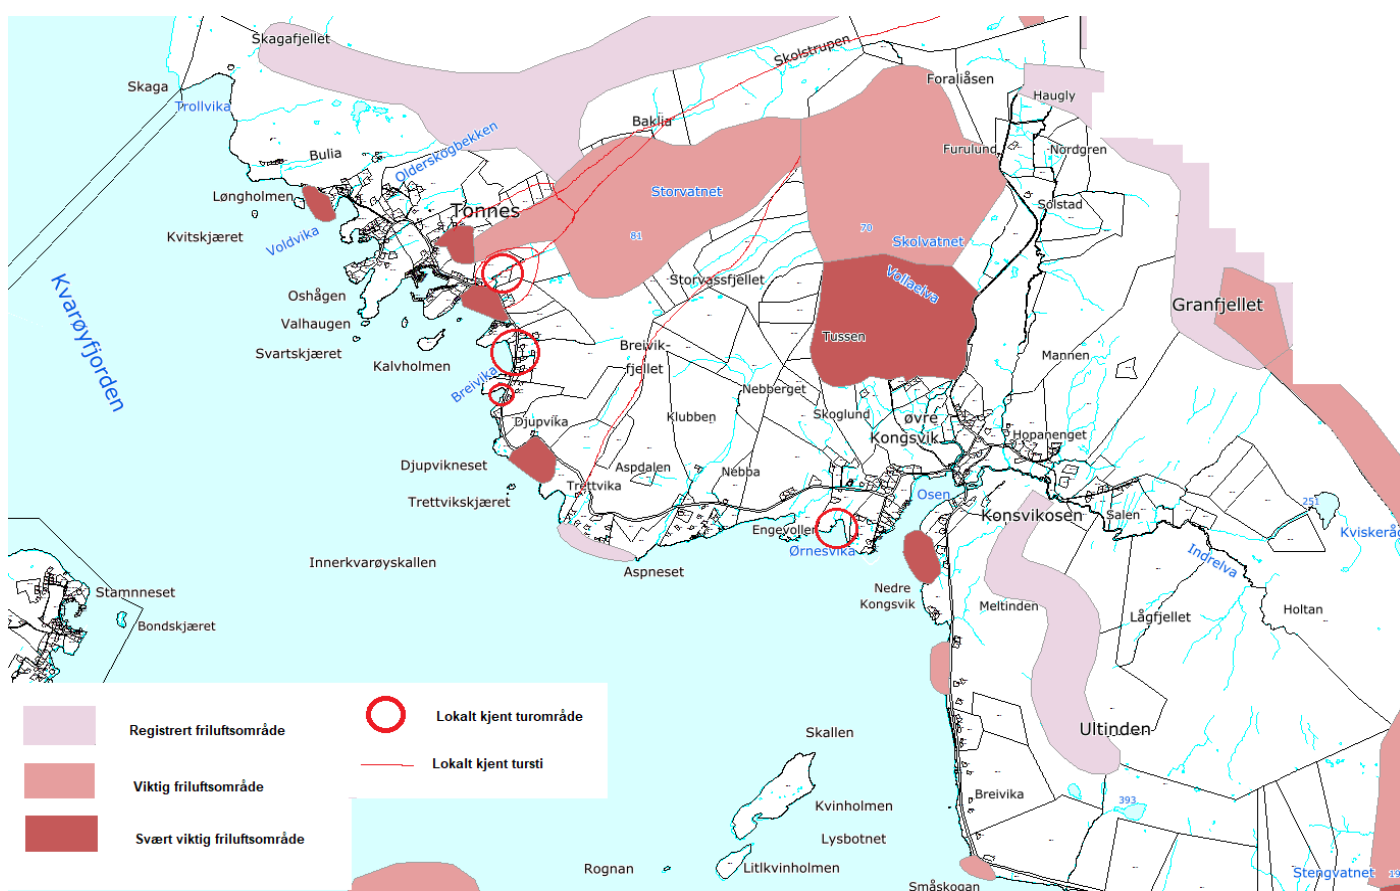 Skagafjellet
Skolstrupen
Skaga
Foraliåsen
Trollvika
Haugly
Baklia
Olderskogbekken
Bulia
Furulund
Nordgren
Løngholmen
Storvatnet
Tonnes
Solstad
Kvitskjæret
Voldvika
81
70
Skolvatnet
Storvassfjellet
Vollaelva
Oshågen
Granfjellet
Kvarøyfjorden
Valhaugen
Tussen
Svartskjæret
Breivik-
fjellet
Mannen
Kalvholmen
Breivika
Nebberget
Skoglund
Klubben
øvre
Kongsvik
Djupvika
Hopanenget
Djupvikneset
Aspdalen
Nebba
Trettvika
Osen
Trettvikskjæret
Konsvikosen
Salen
251
Engevollen
Kviskerå
Ørnesvika
Indrelva
Innerkvarøyskallen
Aspneset
Nedre
Kongsvik
Stamnneset
Meltinden
Lågfjellet
Holtan
Bondskjæret
Registrert friluftsområde
Lokalt kjent turområde
Skallen
Ultinden
Lokalt kjent tursti
Viktig friluftsområde
Breivika
393
Kvinholmen
Svært viktig friluftsområde
Lysbotnet
Rognan
Litlkvinholmen
Stengvatnet
Småskogan